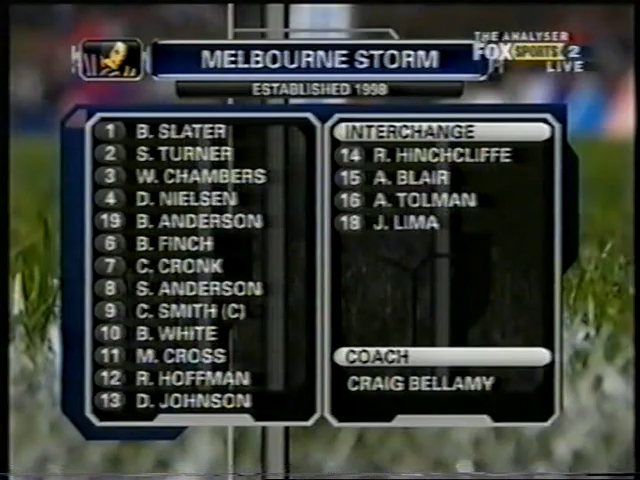 THE ANALYSER
FOX SPORTS 2
LIVE
MELBOURNE STORM
ESTABLISHED 1998
1 B. SLATER
2 S. TURNER
3 W. CHAMBERS
4 D. NIELSEN
19 B. ANDERSON
6 B. FINCH
7 C. CRONK
8 S. ANDERSON
9 C. SMITH (C)
10 B. WHITE
11 M. CROSS
12 R. HOFFMAN
13 D. JOHNSON
INTERCHANGE
14 R. HINCHCLIFFE
15 A. BLAIR
16 A. TOLMAN
18 J. LIMA
COACH
CRAIG BELLAMY